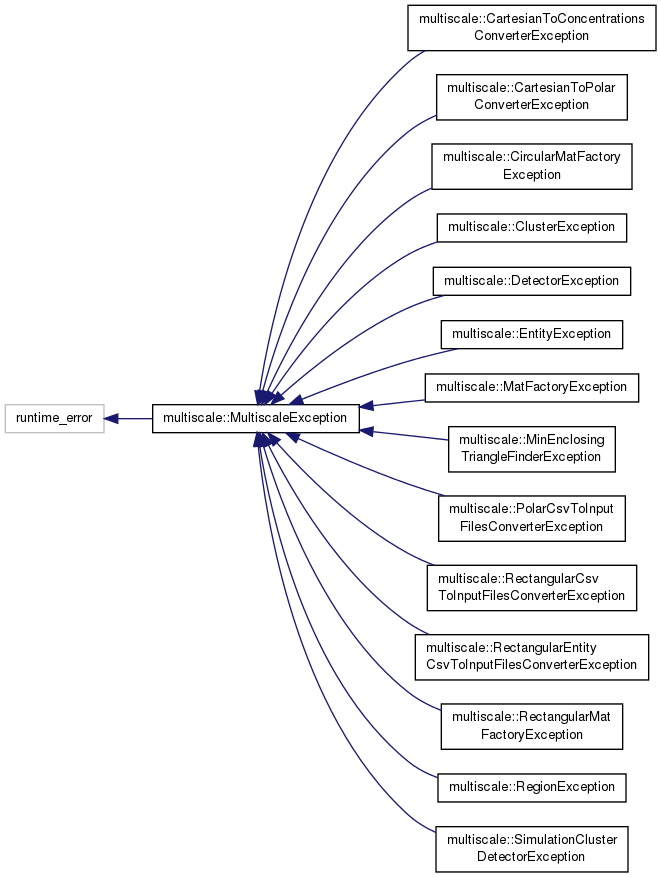 multiscale::CartesianToConcentrations
ConverterException
multiscale::CartesianToPolar
ConverterException
multiscale::CircularMatFactory
Exception
multiscale::ClusterException
multiscale::DetectorException
multiscale::EntityException
multiscale::MatFactoryException
runtime_error
multiscale::MultiscaleException
multiscale::MinEnclosing
TriangleFinderException
multiscale::PolarCsvToInput
FilesConverterException
multiscale::RectangularCsv
ToInputFilesConverterException
multiscale::RectangularEntity
CsvToInputFilesConverterException
multiscale::RectangularMat
FactoryException
multiscale::RegionException
multiscale::SimulationCluster
DetectorException